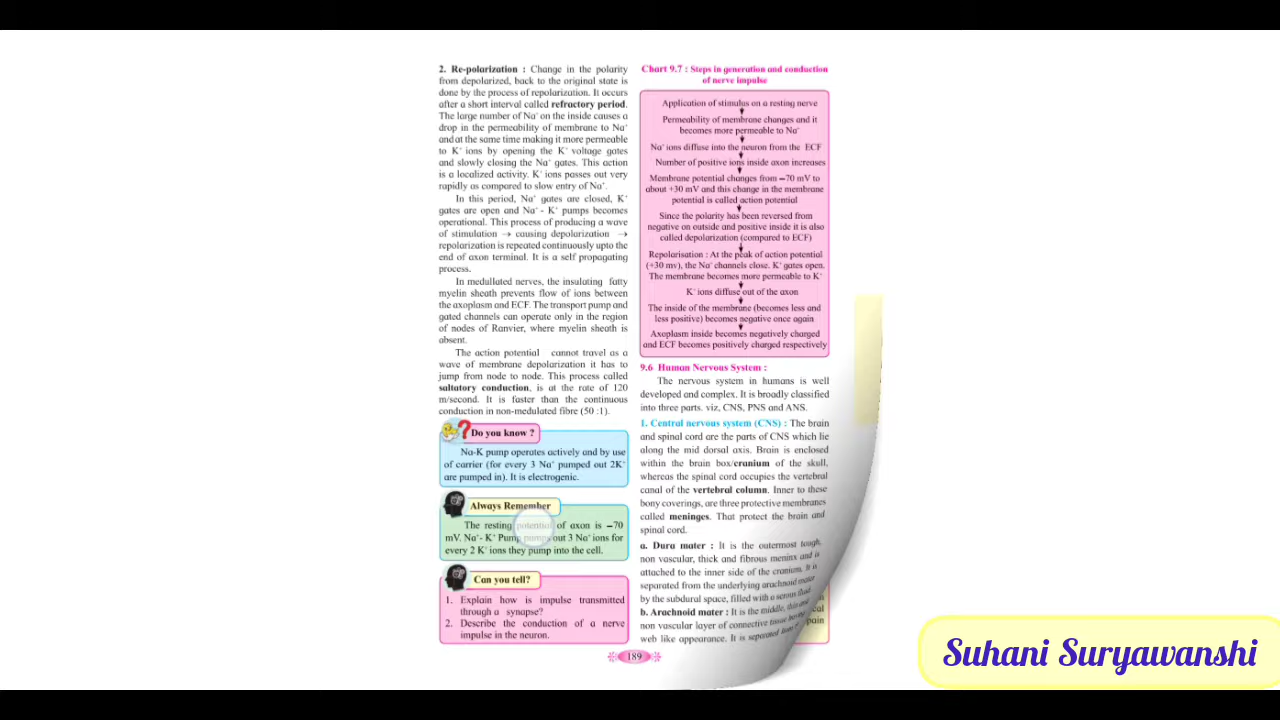 2. Re-polarization : Change in the polarity
from depolarized, back to the original state is
done by the process of repolarization. It occurs
after a short interval called refractory period.
The large number of Na⁺ on the inside causes a
drop in the permeability of membrane to Na⁺
and at the same time making it more permeable
to K⁺ ions by opening the K⁺ voltage gates
and slowly closing the Na⁺ gates. This action
is a localized activity. K⁺ ions passes out very
rapidly as compared to slow entry of Na⁺.
In this period, Na⁺ gates are closed, K⁺
gates are open and Na⁺ - K⁺ pumps becomes
operational. This process of producing a wave
of stimulation → causing depolarization →
repolarization is repeated continuously upto the
end of axon terminal. It is a self propagating
process.
In medullated nerves, the insulating fatty
myelin sheath prevents flow of ions between
the axoplasm and ECF. The transport pump and
gated channels can operate only in the region
of nodes of Ranvier, where myelin sheath is
absent.
The action potential cannot travel as a
wave of membrane depolarization it has to
jump from node to node. This process called
saltatory conduction, is at the rate of 120
m/second. It is faster than the continuous
conduction in non-medulated fibre (50 :1).
Do you know ?
Na-K pump operates actively and by use
of carrier (for every 3 Na⁺ pumped out 2K⁺
are pumped in). It is electrogenic.
Always Remember
The resting potential of axon is –70
mV. Na⁺- K⁺ Pump pumps out 3 Na⁺ ions for
every 2 K⁺ ions they pump into the cell.
Can you tell?
1. Explain how is impulse transmitted
through a synapse?
2. Describe the conduction of a nerve
impulse in the neuron.
Chart 9.7 : Steps in generation and conduction
of nerve impulse
Application of stimulus on a resting nerve
Permeability of membrane changes and it
becomes more permeable to Na⁺
Na⁺ ions diffuse into the neuron from the ECF
Number of positive ions inside axon increases
Membrane potential changes from –70 mV to
about +30 mV and this change in the membrane
potential is called action potential
Since the polarity has been reversed from
negative on outside and positive inside it is also
called depolarization (compared to ECF)
Repolarisation : At the peak of action potential
(+30 mv), the Na⁺ channels close. K⁺ gates open.
The membrane becomes more permeable to K⁺
K⁺ ions diffuse out of the axon
The inside of the membrane (becomes less and
less positive) becomes negative once again
Axoplasm inside becomes negatively charged
and ECF becomes positively charged respectively
9.6 Human Nervous System :
The nervous system in humans is well
developed and complex. It is broadly classified
into three parts. viz, CNS, PNS and ANS.
1. Central nervous system (CNS) : The brain
and spinal cord are the parts of CNS which lie
along the mid dorsal axis. Brain is enclosed
within the brain box/cranium of the skull,
whereas the spinal cord occupies the vertebral
canal of the vertebral column. Inner to these
bony coverings, are three protective membranes
called meninges. That protect the brain and
spinal cord.
a. Dura mater : It is the outermost tough,
non vascular, thick and fibrous meninx and is
attached to the inner side of the cranium. It is
separated from the underlying arachnoid mater
by the subdural space, filled with a serous fluid
b. Arachnoid mater : It is the middle, thin and
non vascular layer of connective tissue having
web like appearance. It is separated from
189
Suhani Suryawanshi